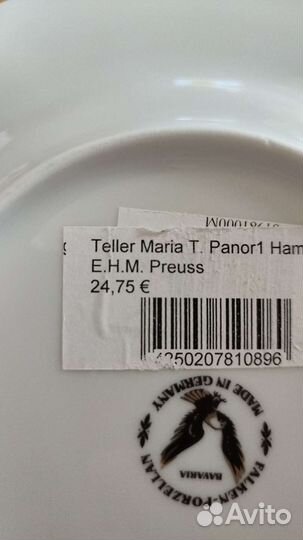 Teller Maria T. Panor1 Ham
E.H.M. Preuss
24,75 €
4250207810896
MADE IN GERMANY
BAVARIA
FALKEN-PORZELLAN
Avito